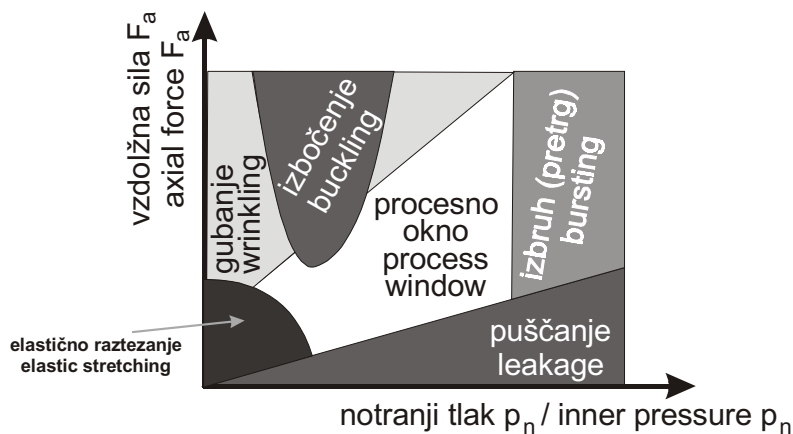 vzdolžna sila Fₐ
axial force Fₐ
gubanje
wrinkling
izbočenje
buckling
procesno
okno
process
window
izbruh (pretrg)
bursting
elastično raztezanje
elastic stretching
puščanje
leakage
notranji tlak pₙ / inner pressure pₙ